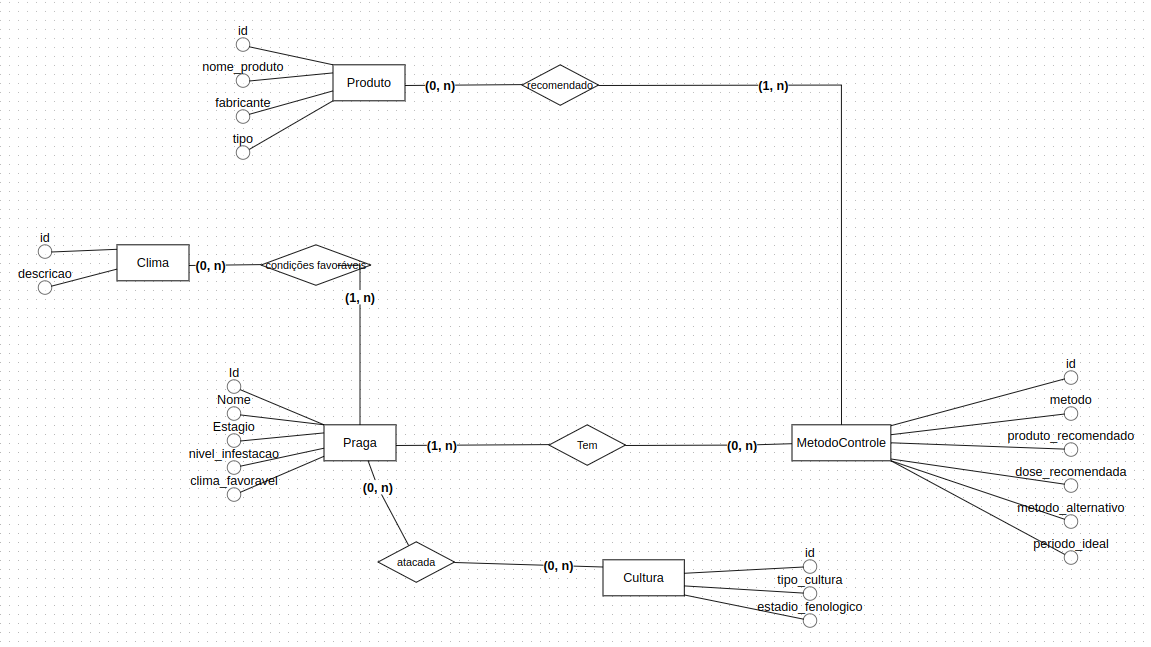 id
nome_produto
fabricante
tipo
Produto
(0, n)
recomendado
(1, n)
id
descricao
Clima
(0, n)
condições favoráveis
(1, n)
Id
Nome
Estagio
nivel_infestacao
clima_favoravel
Praga
(1, n)
Tem
(0, n)
MetodoControle
id
metodo
produto_recomendado
dose_recomendada
metodo_alternativo
periodo_ideal
(0, n)
atacada
(0, n)
Cultura
id
tipo_cultura
estadio_fenologico